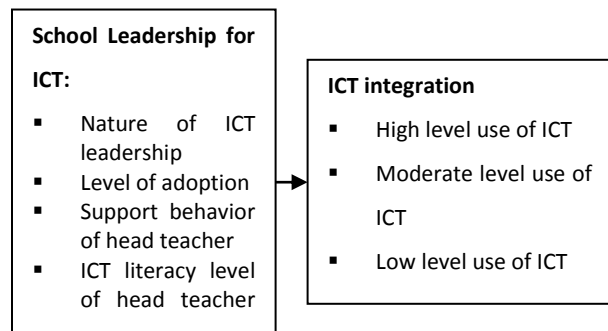 School Leadership for
ICT:
▪ Nature of ICT
leadership
▪ Level of adoption
▪ Support behavior
of head teacher
▪ ICT literacy level
of head teacher
ICT integration
▪ High level use of ICT
▪ Moderate level use of
ICT
▪ Low level use of ICT